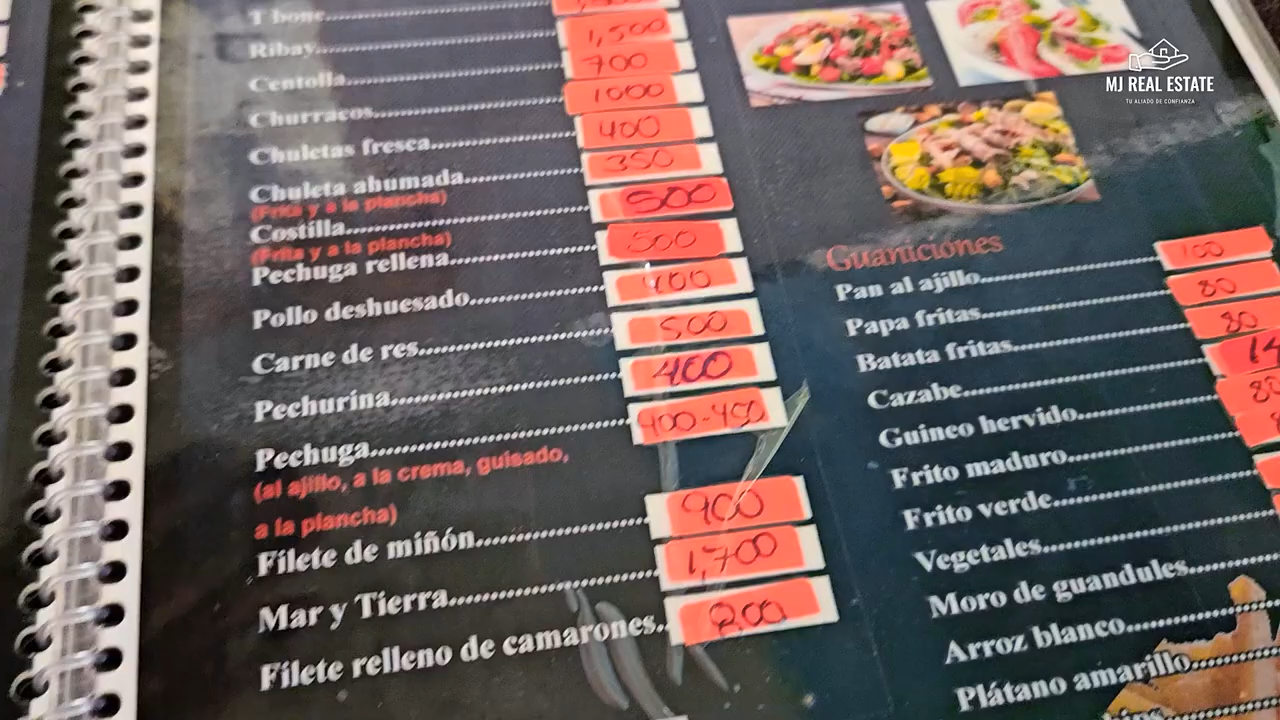 MJ REAL ESTATE
TU ALIADO DE CONFIANZA
T bone
Ribay 1,500
Centolla 700
Churracos 1000
Chuletas fresca 400
Chuleta ahumada 350
(Frita y a la plancha)
Costilla 500
(Frita y a la plancha)
Pechuga rellena 500
Pollo deshuesado 400
Carne de res 500
Pechurina 400
Pechuga 400-450
(al ajillo, a la crema, guisado,
a la plancha)
Filete de miñón 900
Mar y Tierra 1,700
Filete relleno de camarones
Guaniciones
Pan al ajillo 100
Papa fritas 80
Batata fritas 80
Cazabe
Guineo hervido
Frito maduro
Frito verde
Vegetales
Moro de guandules
Arroz blanco
Plátano amarillo